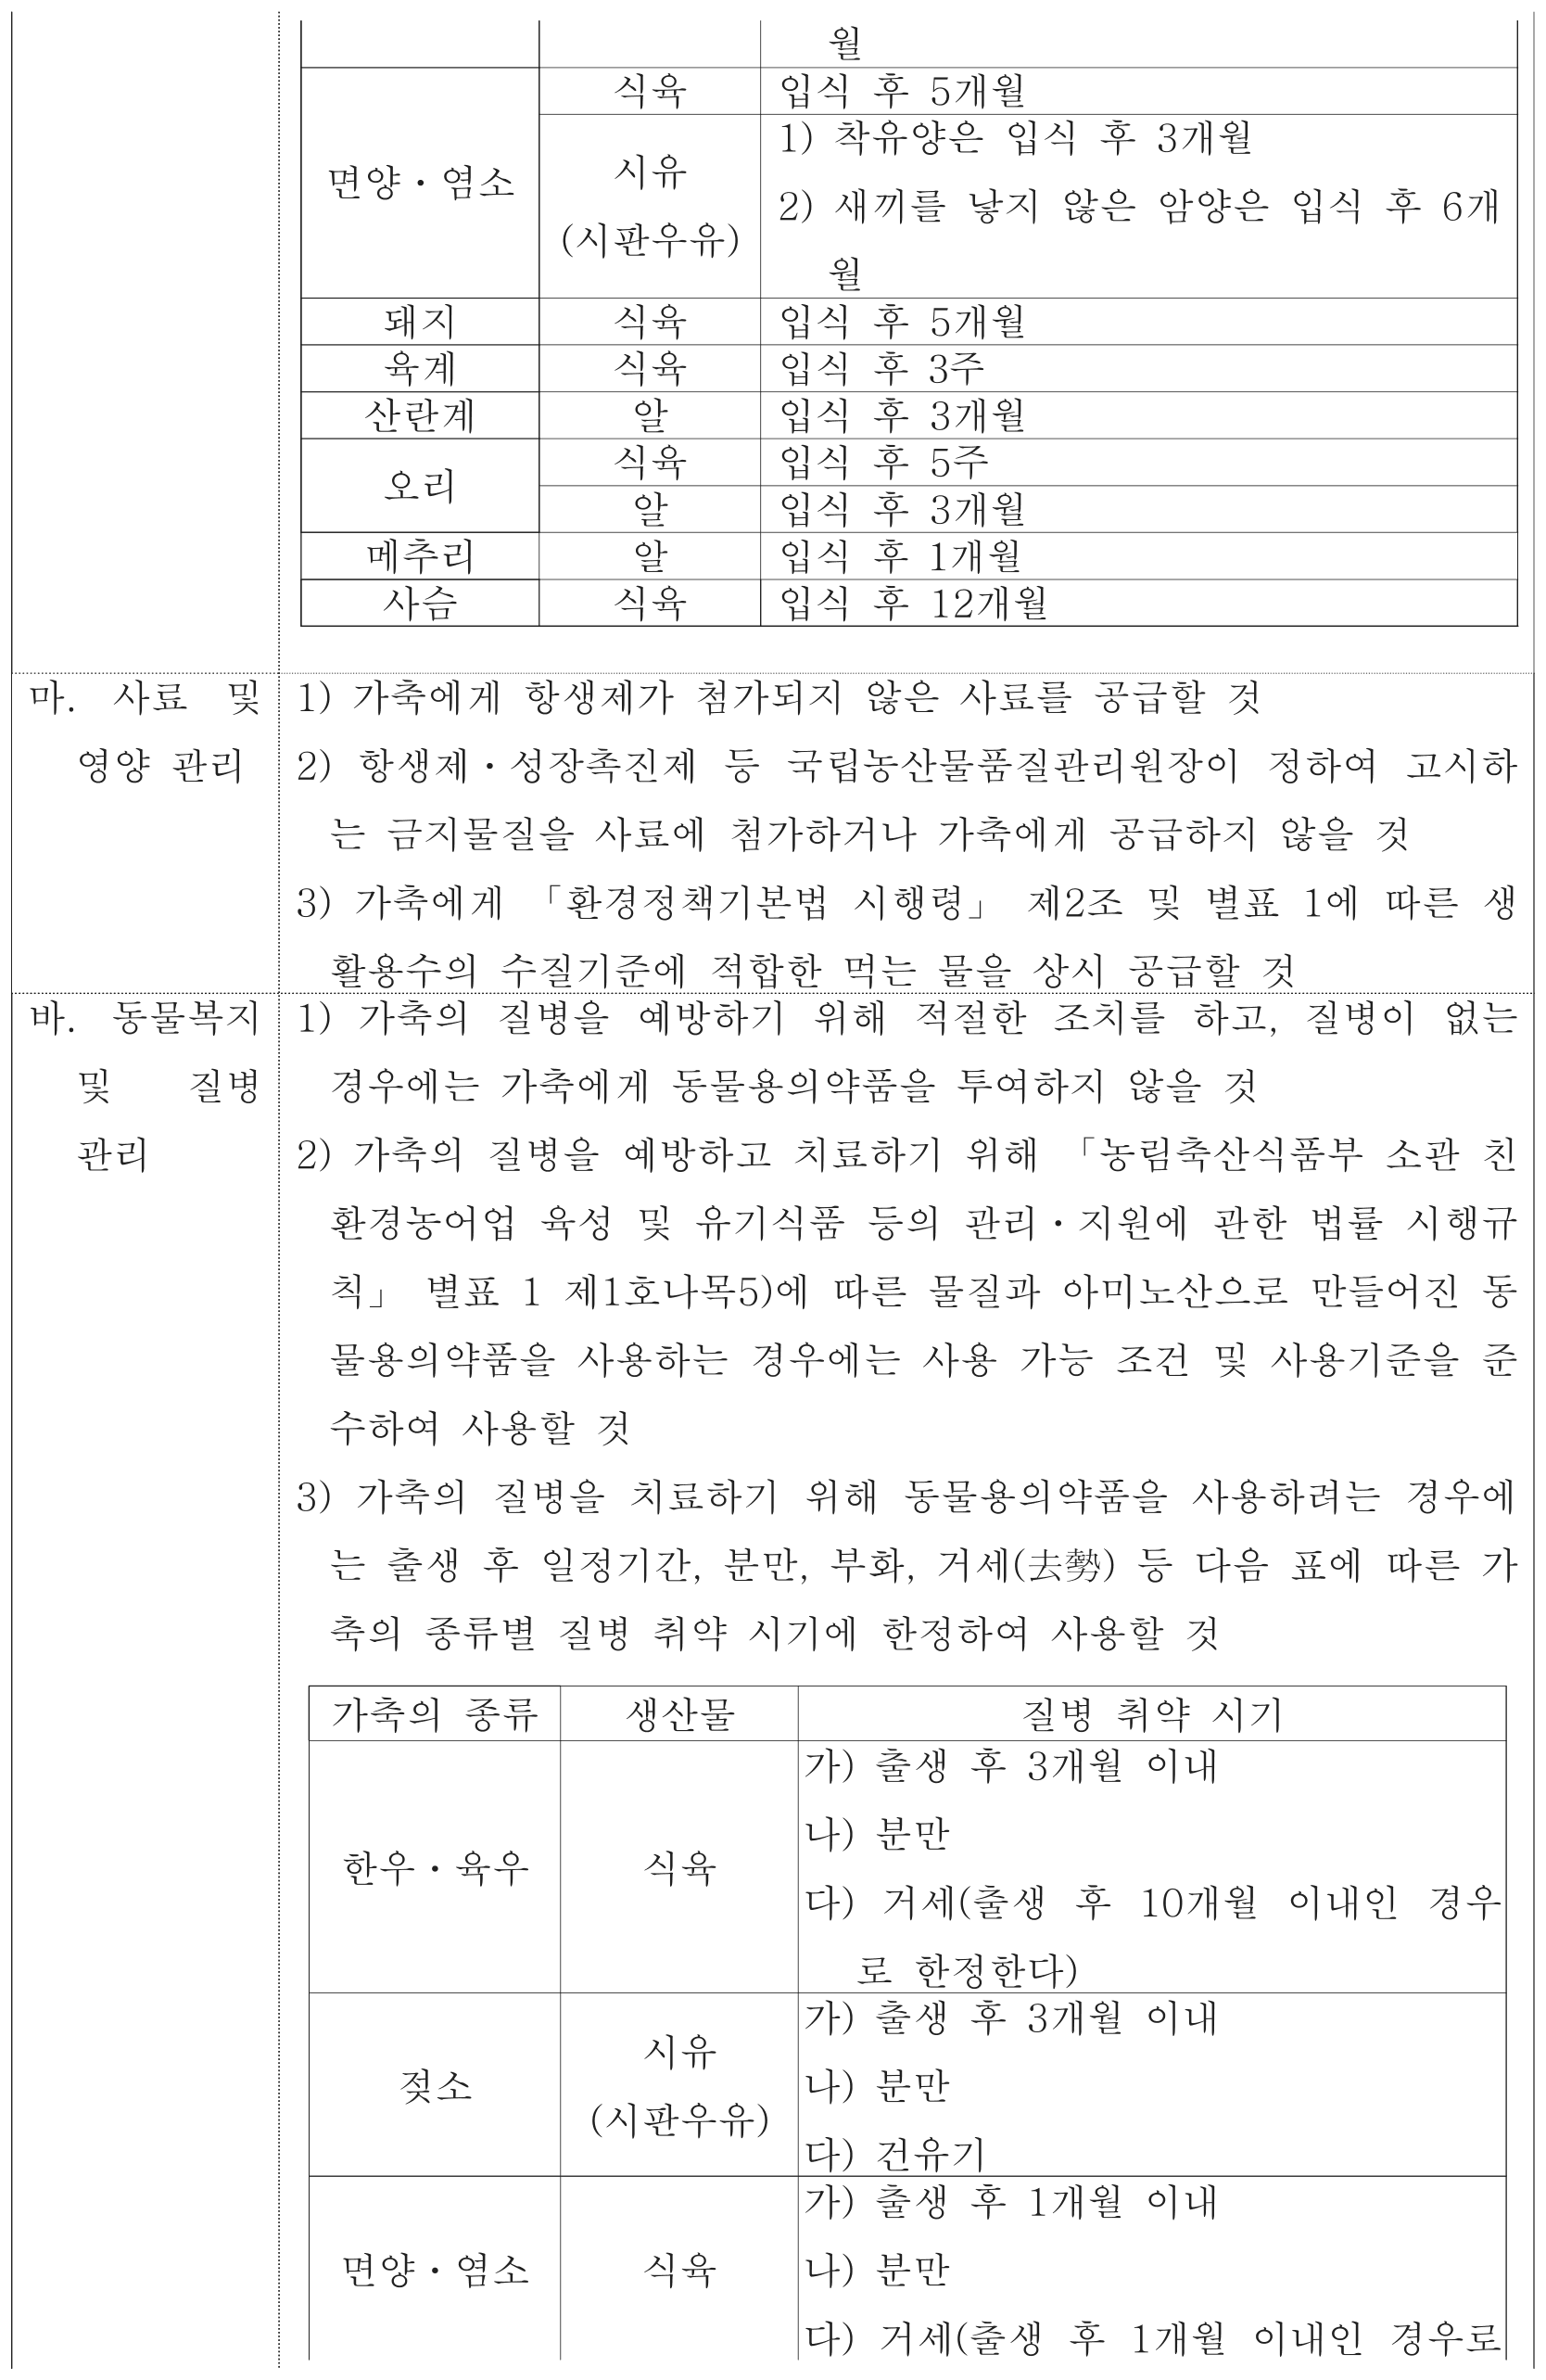 월
식육 입식 후 5개월
면양・염소
시유
(시판우유)
1) 착유양은 입식 후 3개월
2) 새끼를 낳지 않은 암양은 입식 후 6개
월
돼지 식육 입식 후 5개월
육계 식육 입식 후 3주
산란계 알 입식 후 3개월
오리
식육 입식 후 5주
알 입식 후 3개월
메추리 알 입식 후 1개월
사슴 식육 입식 후 12개월
마. 사료 및
영양 관리
1) 가축에게 항생제가 첨가되지 않은 사료를 공급할 것
2) 항생제・성장촉진제 등 국립농산물품질관리원장이 정하여 고시하
는 금지물질을 사료에 첨가하거나 가축에게 공급하지 않을 것
3) 가축에게 「환경정책기본법 시행령」 제2조 및 별표 1에 따른 생
활용수의 수질기준에 적합한 먹는 물을 상시 공급할 것
바. 동물복지
및 질병
관리
1) 가축의 질병을 예방하기 위해 적절한 조치를 하고, 질병이 없는
경우에는 가축에게 동물용의약품을 투여하지 않을 것
2) 가축의 질병을 예방하고 치료하기 위해 「농림축산식품부 소관 친
환경농어업 육성 및 유기식품 등의 관리・지원에 관한 법률 시행규
칙」 별표 1 제1호나목5)에 따른 물질과 아미노산으로 만들어진 동
물용의약품을 사용하는 경우에는 사용 가능 조건 및 사용기준을 준
수하여 사용할 것
3) 가축의 질병을 치료하기 위해 동물용의약품을 사용하려는 경우에
는 출생 후 일정기간, 분만, 부화, 거세(去勢) 등 다음 표에 따른 가
축의 종류별 질병 취약 시기에 한정하여 사용할 것
가축의 종류 생산물 질병 취약 시기
한우・육우
식육
가) 출생 후 3개월 이내
나) 분만
다) 거세(출생 후 10개월 이내인 경우
로 한정한다)
젖소
시유
(시판우유)
가) 출생 후 3개월 이내
나) 분만
다) 건유기
면양・염소
식육
가) 출생 후 1개월 이내
나) 분만
다) 거세(출생 후 1개월 이내인 경우로